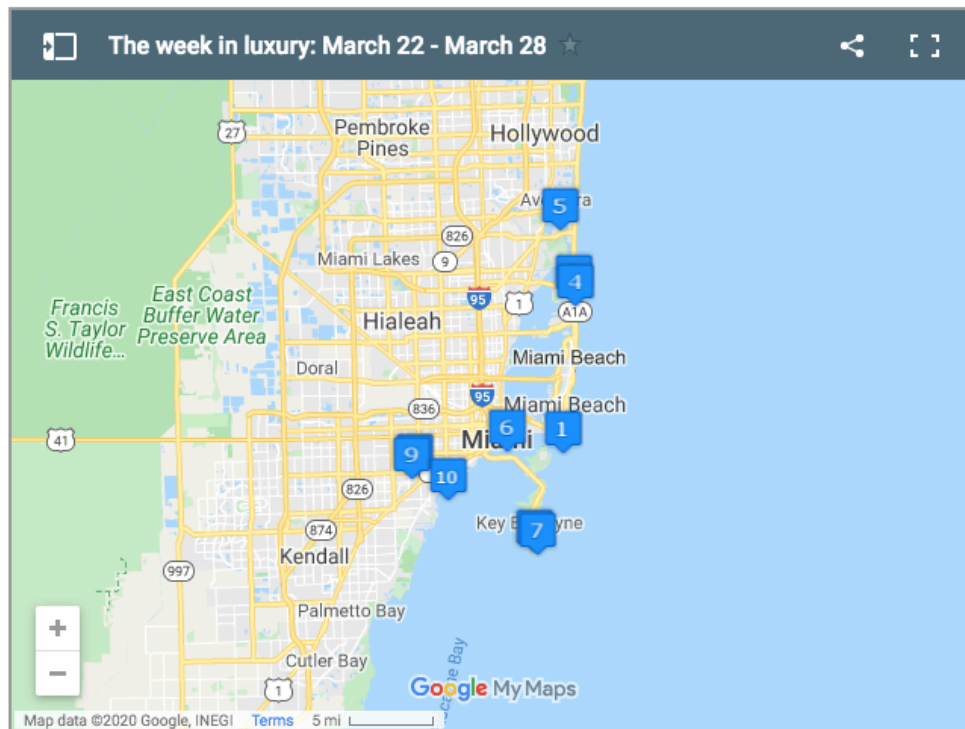 The week in luxury: March 22 - March 28
27
Pembroke
Pines
Hollywood
5
826
Miami Lakes
9
4
95
1
A1A
East Coast
Buffer Water
Preserve Area
Francis
S. Taylor
Wildlife...
Hialeah
Doral
Miami Beach
95
836
Miami Beach
41
6
1
9
10
826
874
Key
7
Kendall
997
Palmetto Bay
+
Cutler Bay
−
1
Bay
Google My Maps
Map data ©2020 Google, INEGI Terms 5 mi